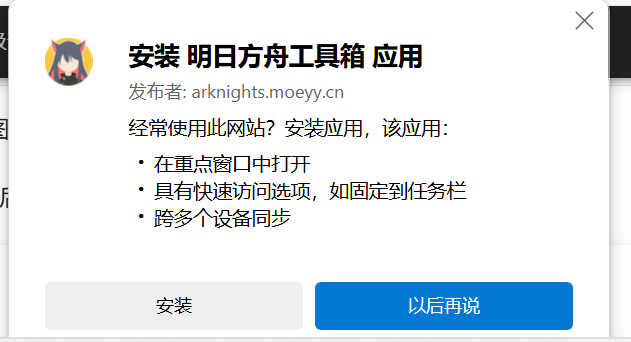 安装 明日方舟工具箱 应用
发布者: arknights.moeyy.cn
经常使用此网站？安装应用，该应用：
• 在重点窗口中打开
• 具有快速访问选项，如固定到任务栏
• 跨多个设备同步
安装
以后再说